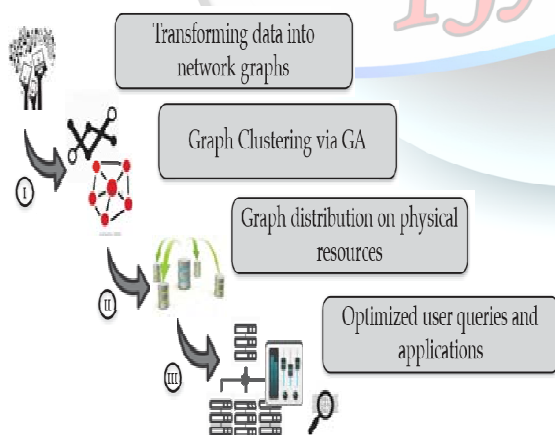 Transforming data into
network graphs
Graph Clustering via GA
I
Graph distribution on physical
resources
II
Optimized user queries and
applications
III